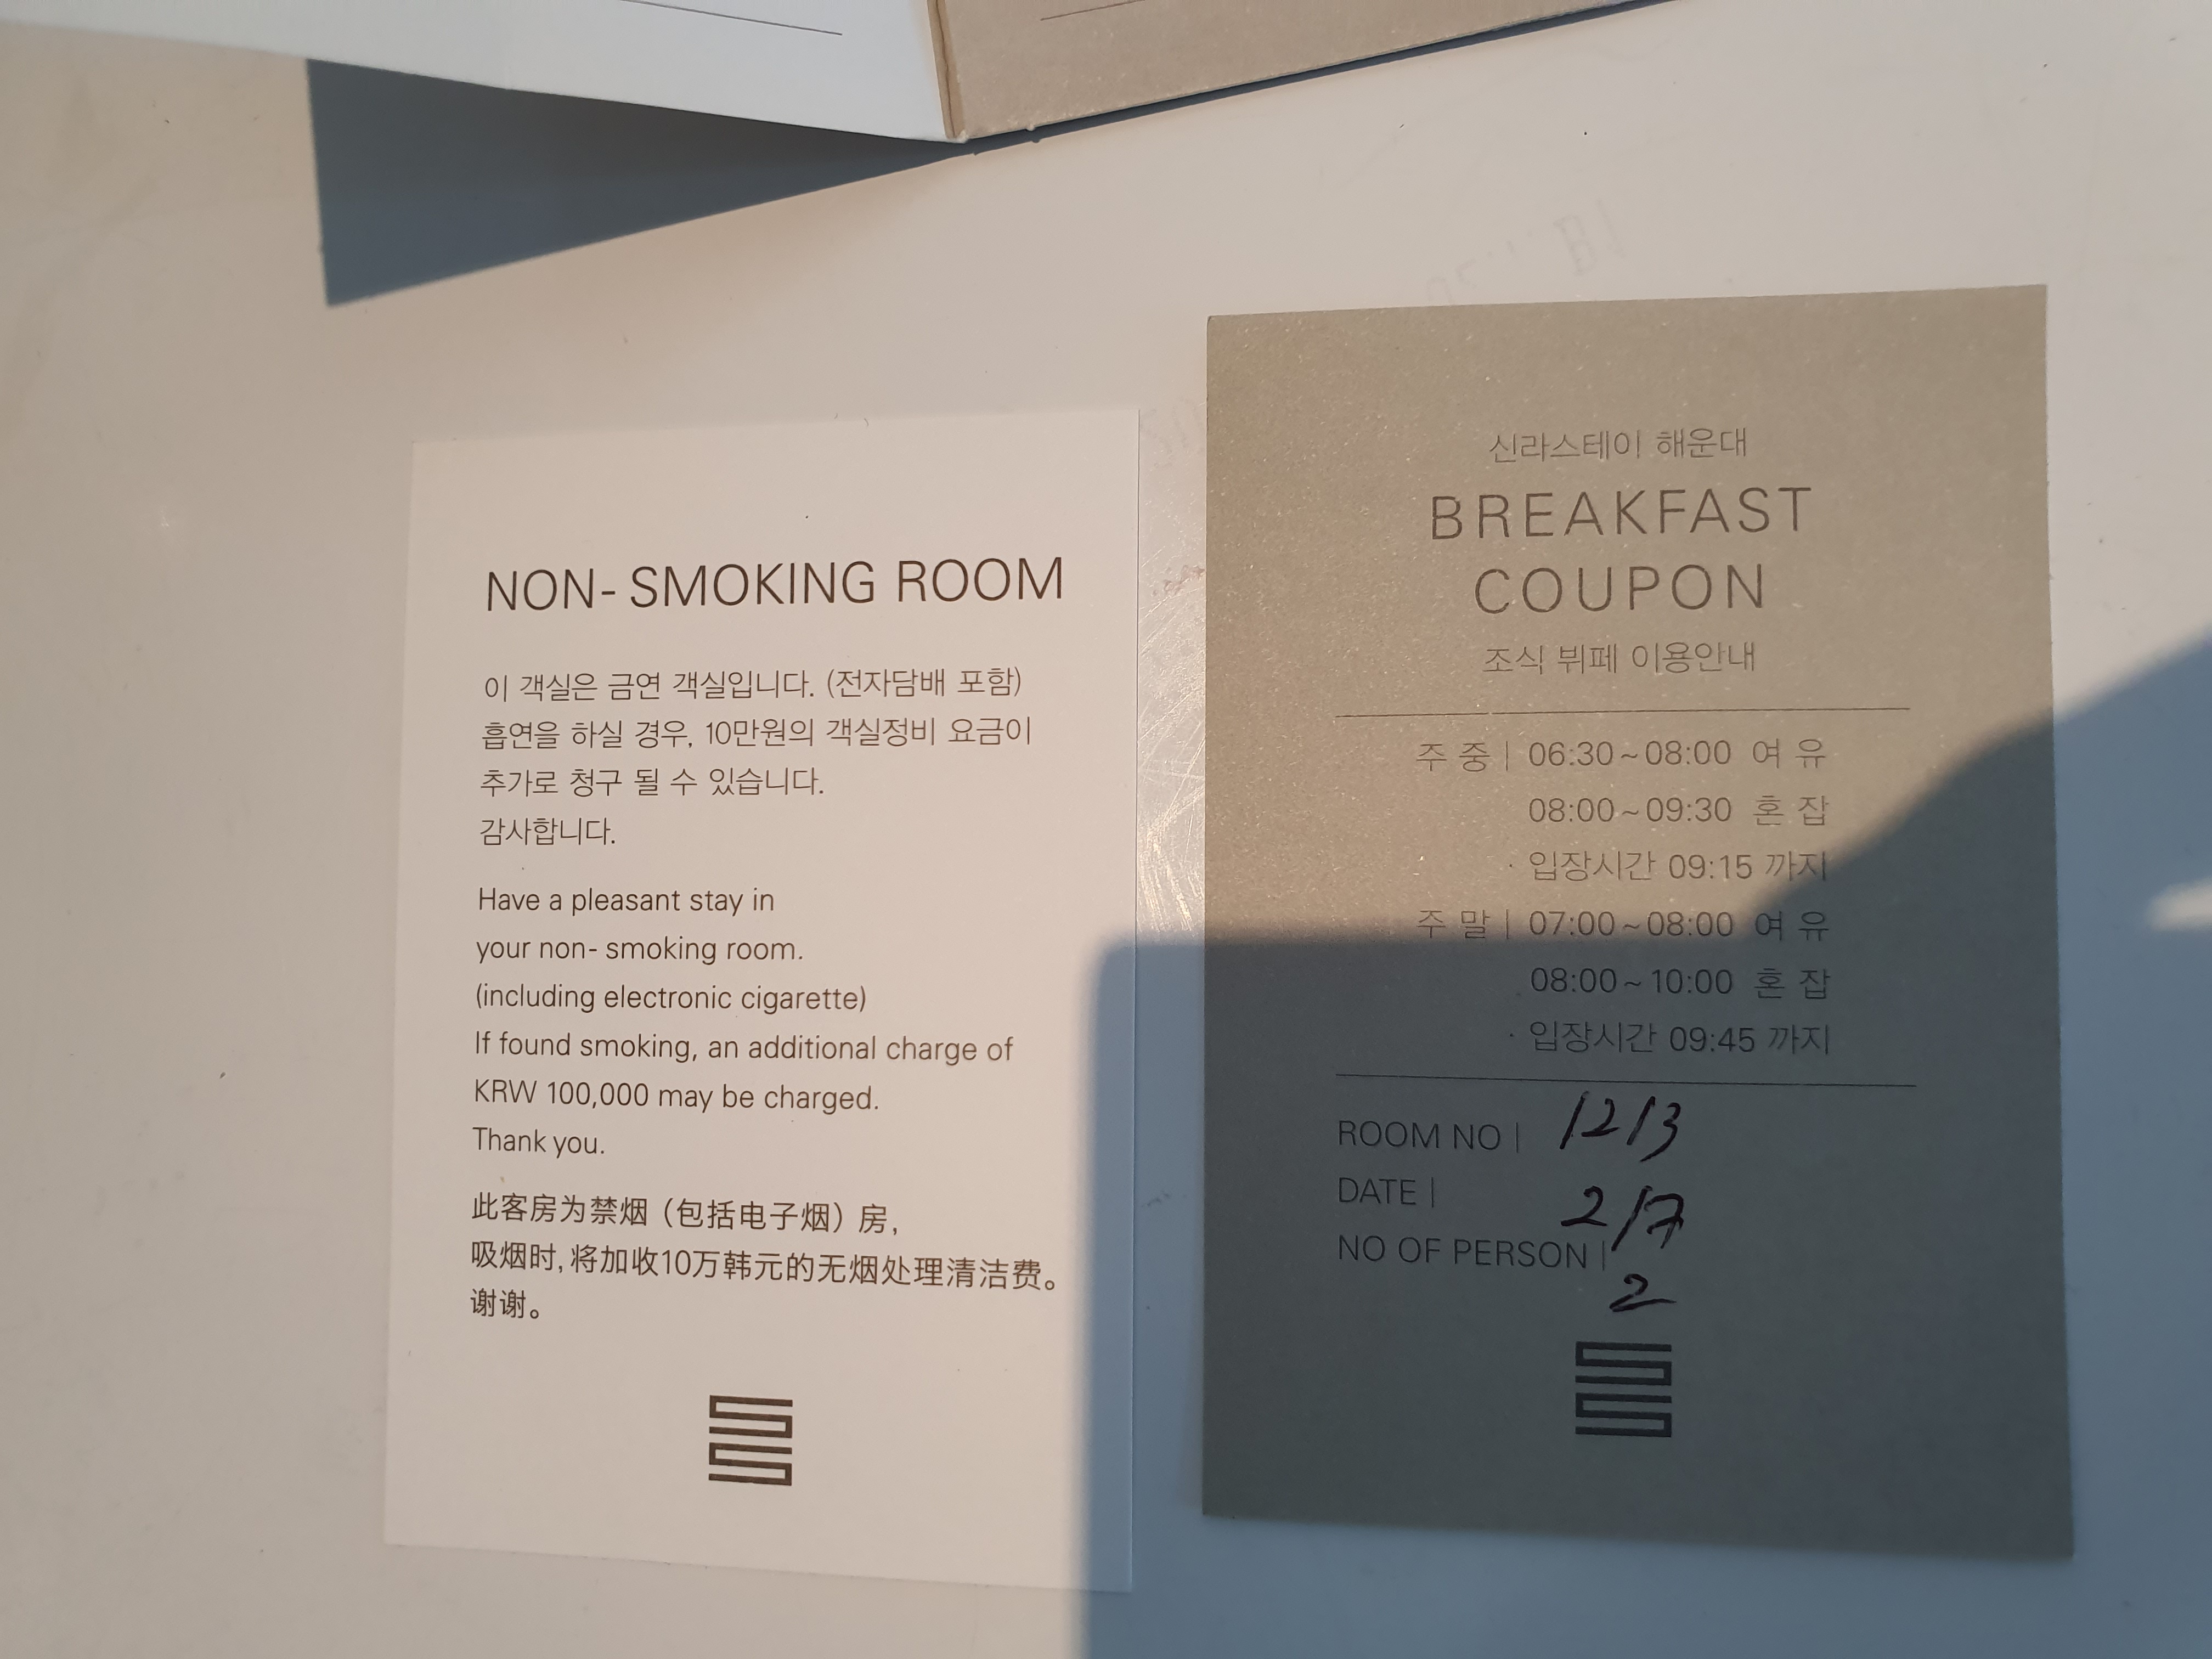 NON- SMOKING ROOM
이 객실은 금연 객실입니다. (전자담배 포함)
흡연을 하실 경우, 10만원의 객실정비 요금이
추가로 청구 될 수 있습니다.
감사합니다.
Have a pleasant stay in
your non- smoking room.
(including electronic cigarette)
If found smoking, an additional charge of
KRW 100,000 may be charged.
Thank you.
此客房为禁烟（包括电子烟）房，
吸烟时, 将加收10万韩元的无烟处理清洁费。
谢谢。
신라스테이 해운대
BREAKFAST
COUPON
조식 뷔페 이용안내
주 중 | 06:30~08:00 여 유
08:00~09:30 혼 잡
· 입장시간 09:15 까지
주 말 | 07:00~08:00 여 유
08:00~10:00 혼 잡
· 입장시간 09:45 까지
ROOM NO | 1213
DATE | 2/7
NO OF PERSON | 2